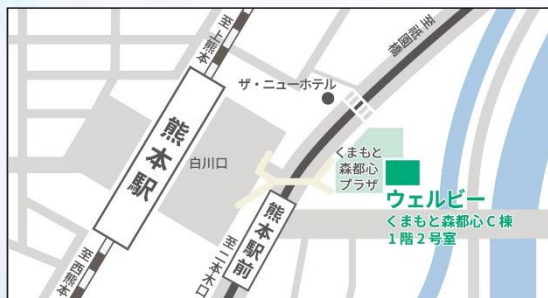 至上熊本
至祇園橋
ザ・ニューホテル
熊本駅
白川口
くまもと
森都心
プラザ
ウェルビー
くまもと森都心C棟
1階2号室
熊本駅前
至西熊本
至二本木口